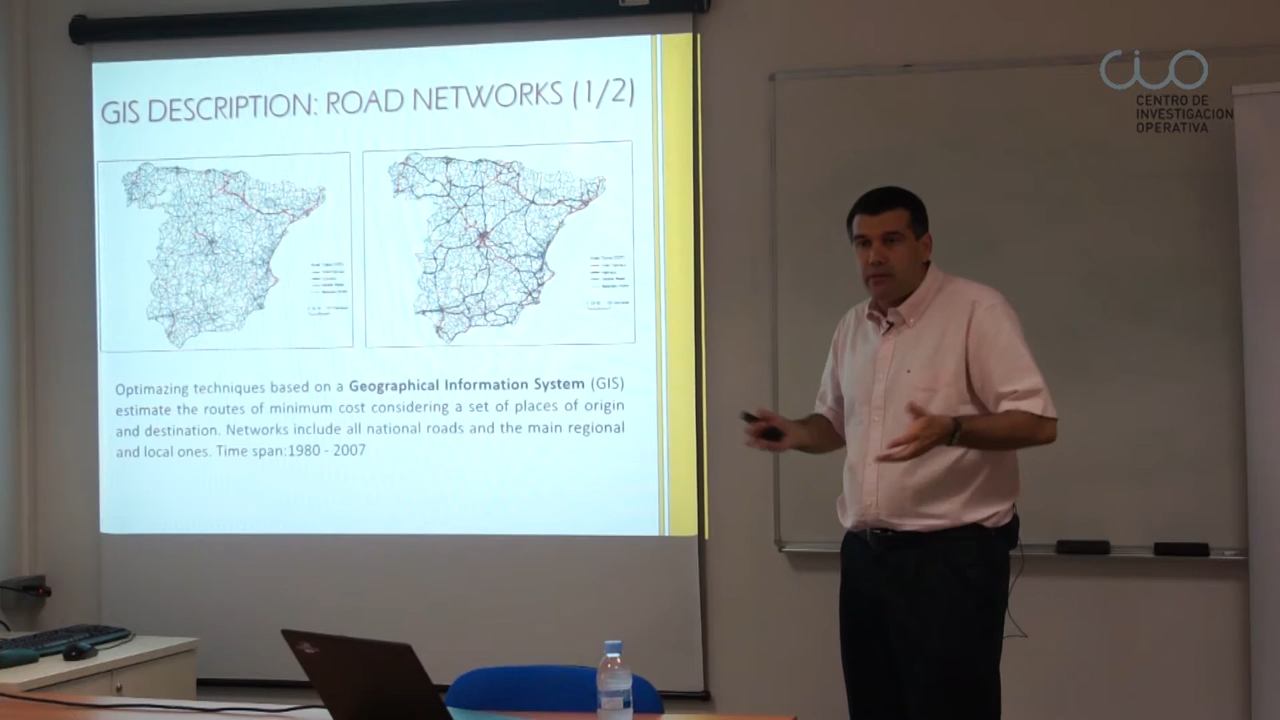 GIS DESCRIPTION: ROAD NETWORKS (1/2)
Optimazing techniques based on a Geographical Information System (GIS)
estimate the routes of minimum cost considering a set of places of origin
and destination. Networks include all national roads and the main regional
and local ones. Time span:1980 - 2007
CIO
CENTRO DE
INVESTIGACION
OPERATIVA